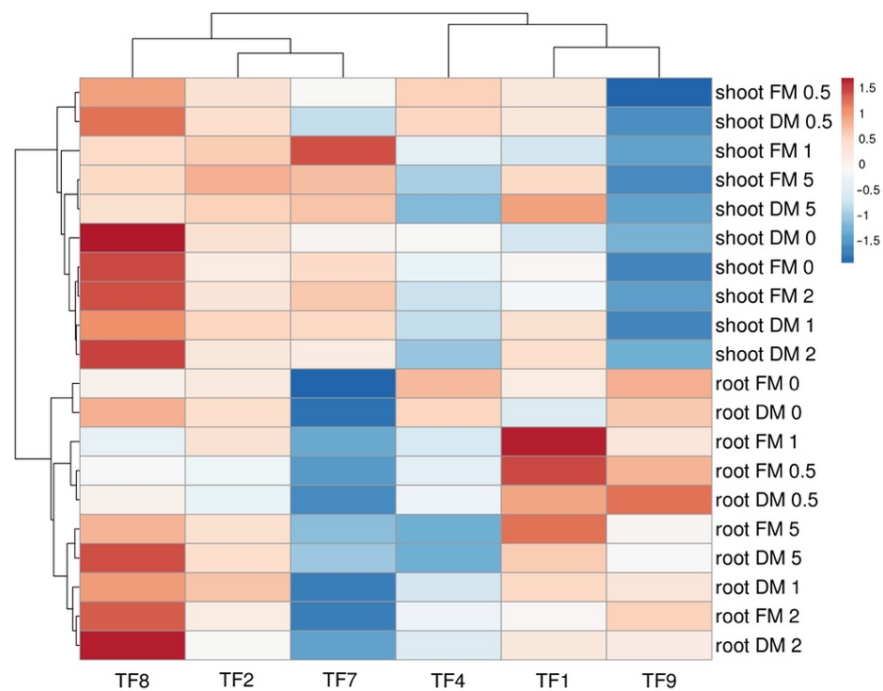 shoot FM 0.5
shoot DM 0.5
shoot FM 1
shoot FM 5
shoot DM 5
shoot DM 0
shoot FM 0
shoot FM 2
shoot DM 1
shoot DM 2
root FM 0
root DM 0
root FM 1
root FM 0.5
root DM 0.5
root FM 5
root DM 5
root DM 1
root FM 2
root DM 2
TF8 TF2 TF7 TF4 TF1 TF9
1.5
1
0.5
0
−0.5
−1
−1.5